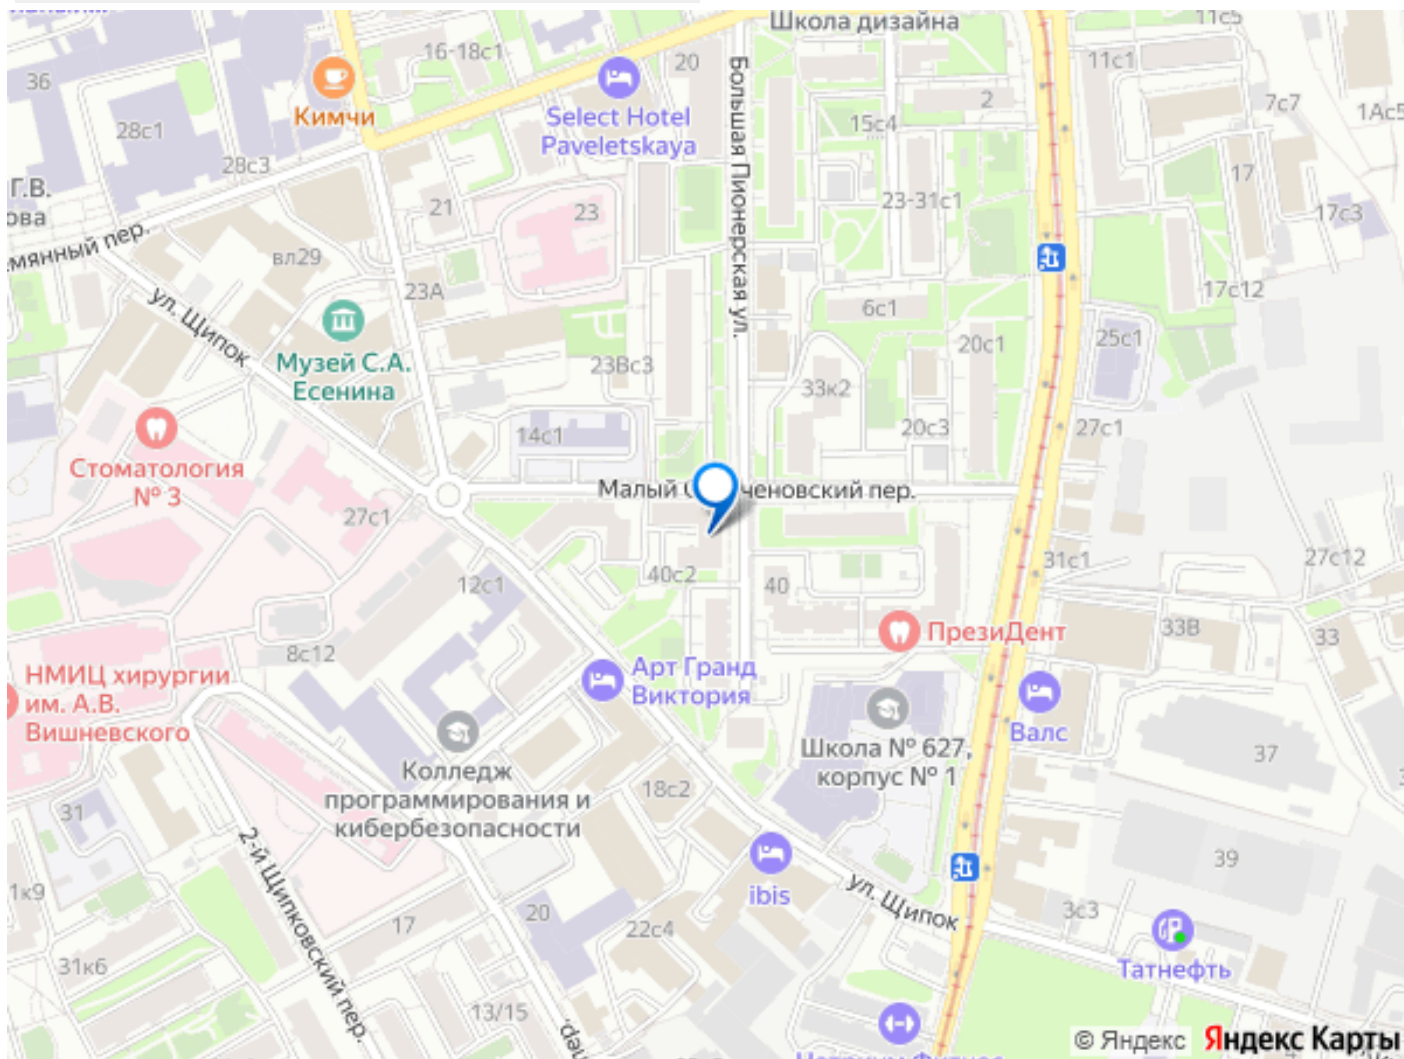 Школа дизайна
11с5
16-18с1
20
11с1
36
Кимчи
Select Hotel
Paveletskaya
2
7с7
1Ас5
28с1
15с4
Большая Пионерская ул.
28с3
17
Г.В.
ова
21
23
23-31с1
17с3
мянный пер.
вл29
23А
17с12
ул. Щипок
6с1
Музей С.А.
Есенина
23Вс3
20с1
25с1
33к2
14с1
20с3
27с1
Стоматология
№ 3
Малый
ченовский пер.
27с1
31с1
27с12
12с1
40с2
40
ПрезиДент
33В
33
8с12
НМИЦ хирургии
им. А.В.
Вишневского
Арт Гранд
Виктория
Валс
Школа № 627,
корпус № 1
37
Колледж
программирования и
кибербезопасности
18с2
31
2-й Щипковский пер.
39
1к9
ibis
ул. Щипок
3с3
17
20
22с4
31к6
Татнефть
13/15
пер.
© Яндекс
Яндекс Карты